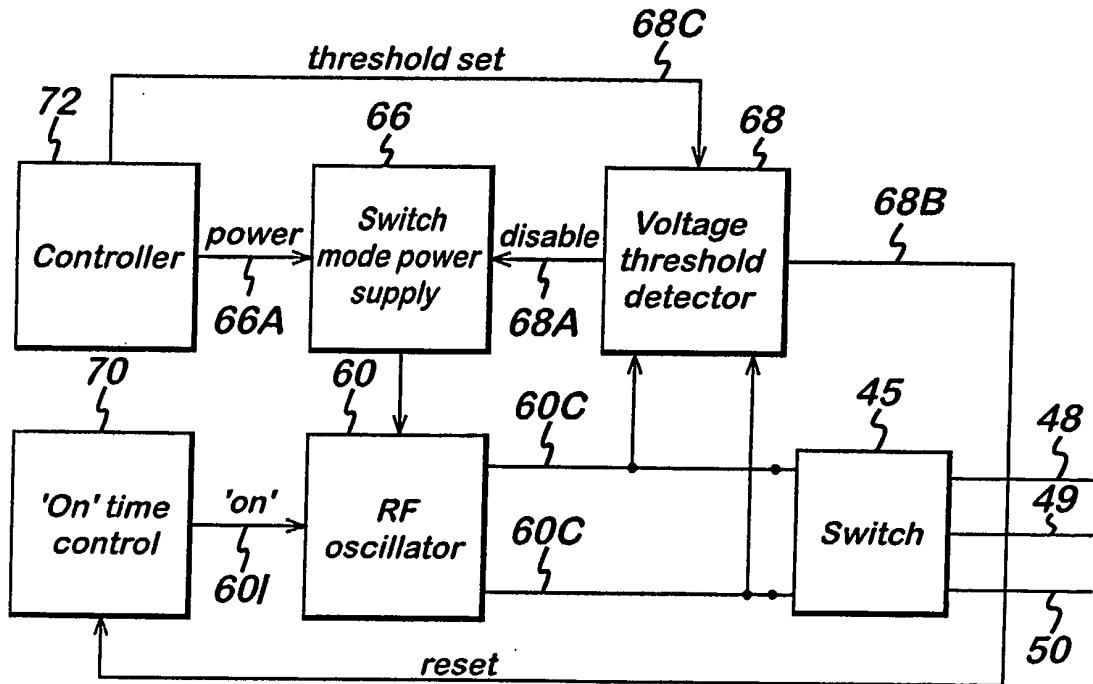 68C
threshold set
72
66
68
Controller
power
66A
Switch
mode power
supply
disable
68A
Voltage
threshold
detector
68B
70
60
60C
45
48
'On' time
control
'on'
60I
RF
oscillator
60C
Switch
49
50
reset